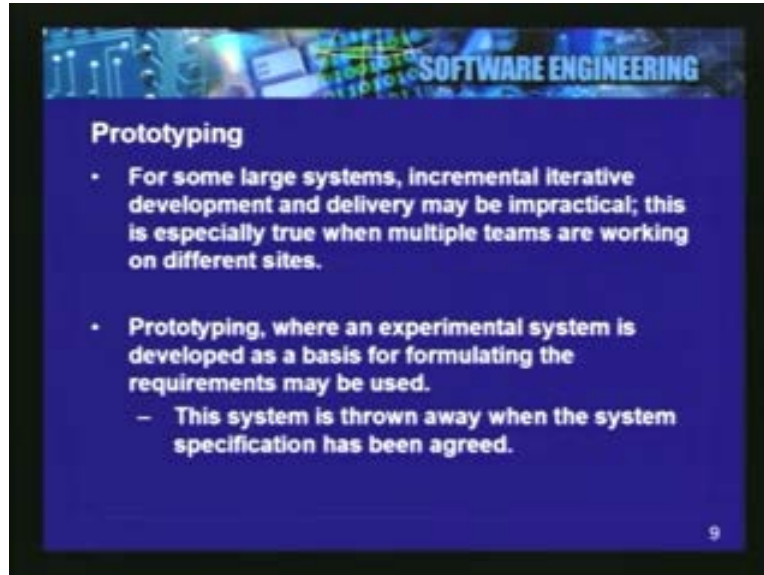 SOFTWARE ENGINEERING
Prototyping
• For some large systems, incremental iterative
development and delivery may be impractical; this
is especially true when multiple teams are working
on different sites.
• Prototyping, where an experimental system is
developed as a basis for formulating the
requirements may be used.
– This system is thrown away when the system
specification has been agreed.
9